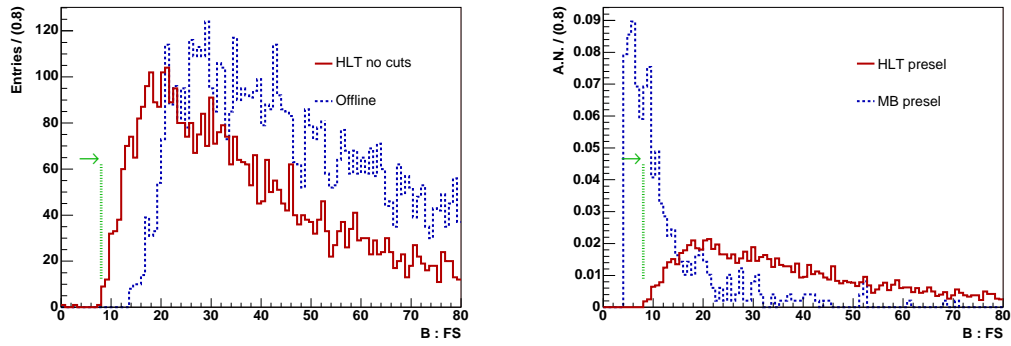 Entries / (0.8)
120
100
80
60
40
20
0
0 10 20 30 40 50 60 70 80
B : FS
HLT no cuts
Offline
A.N. / (0.8)
0.09
0.08
0.07
0.06
0.05
0.04
0.03
0.02
0.01
0
0 10 20 30 40 50 60 70 80
B : FS
HLT presel
MB presel